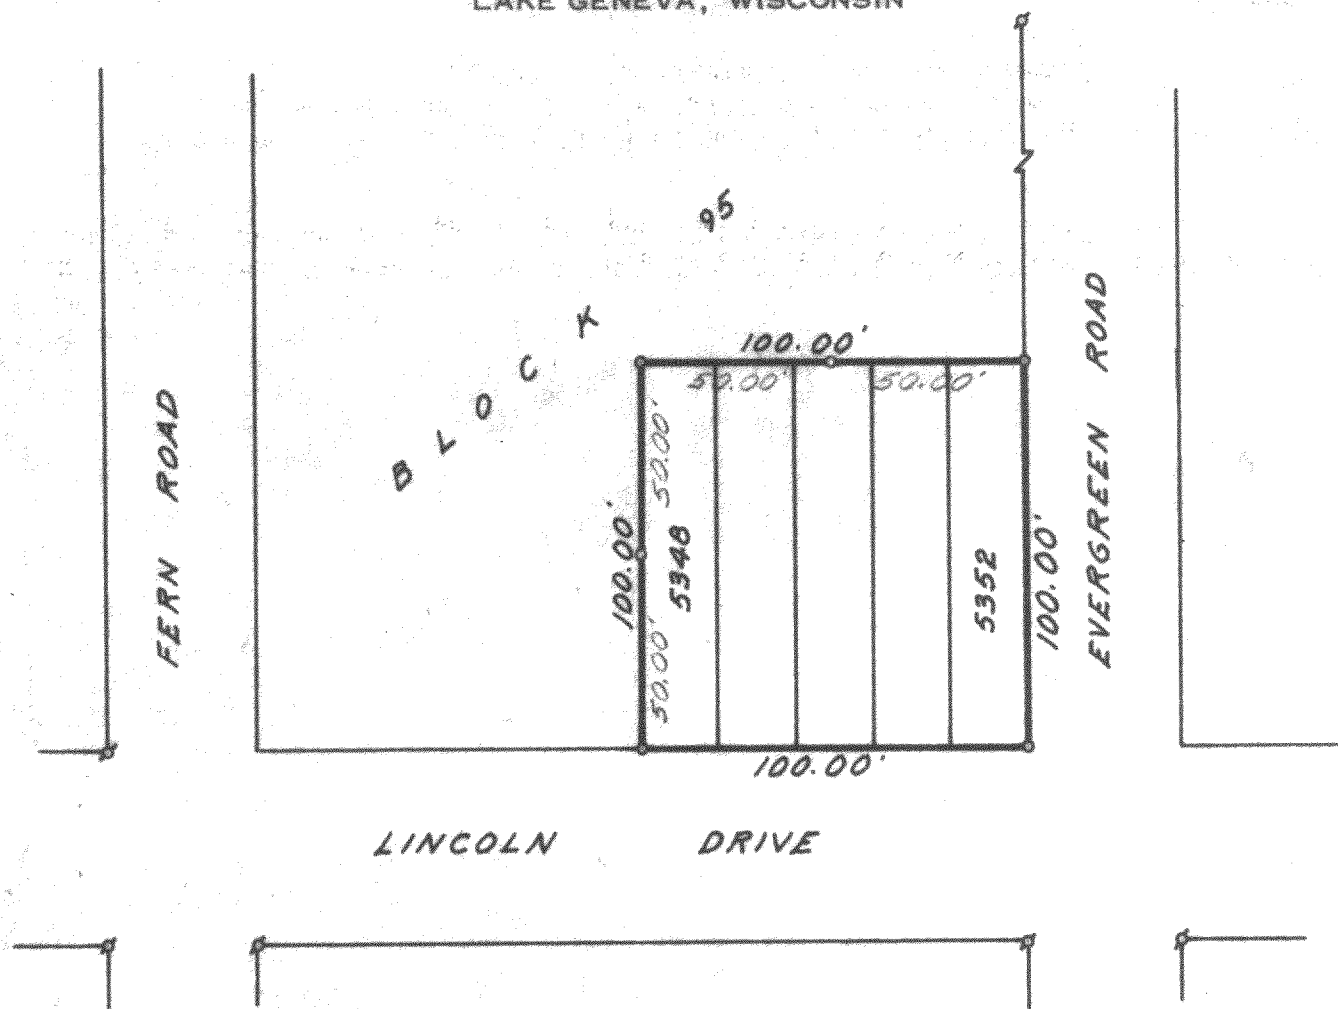 LAKE GENEVA, WISCONSIN
BLOCK 95
100.00'
50.00' 50.00'
50.00'
100.00'
5348
50.00'
5352
100.00'
100.00'
FERN ROAD
EVERGREEN ROAD
LINCOLN DRIVE